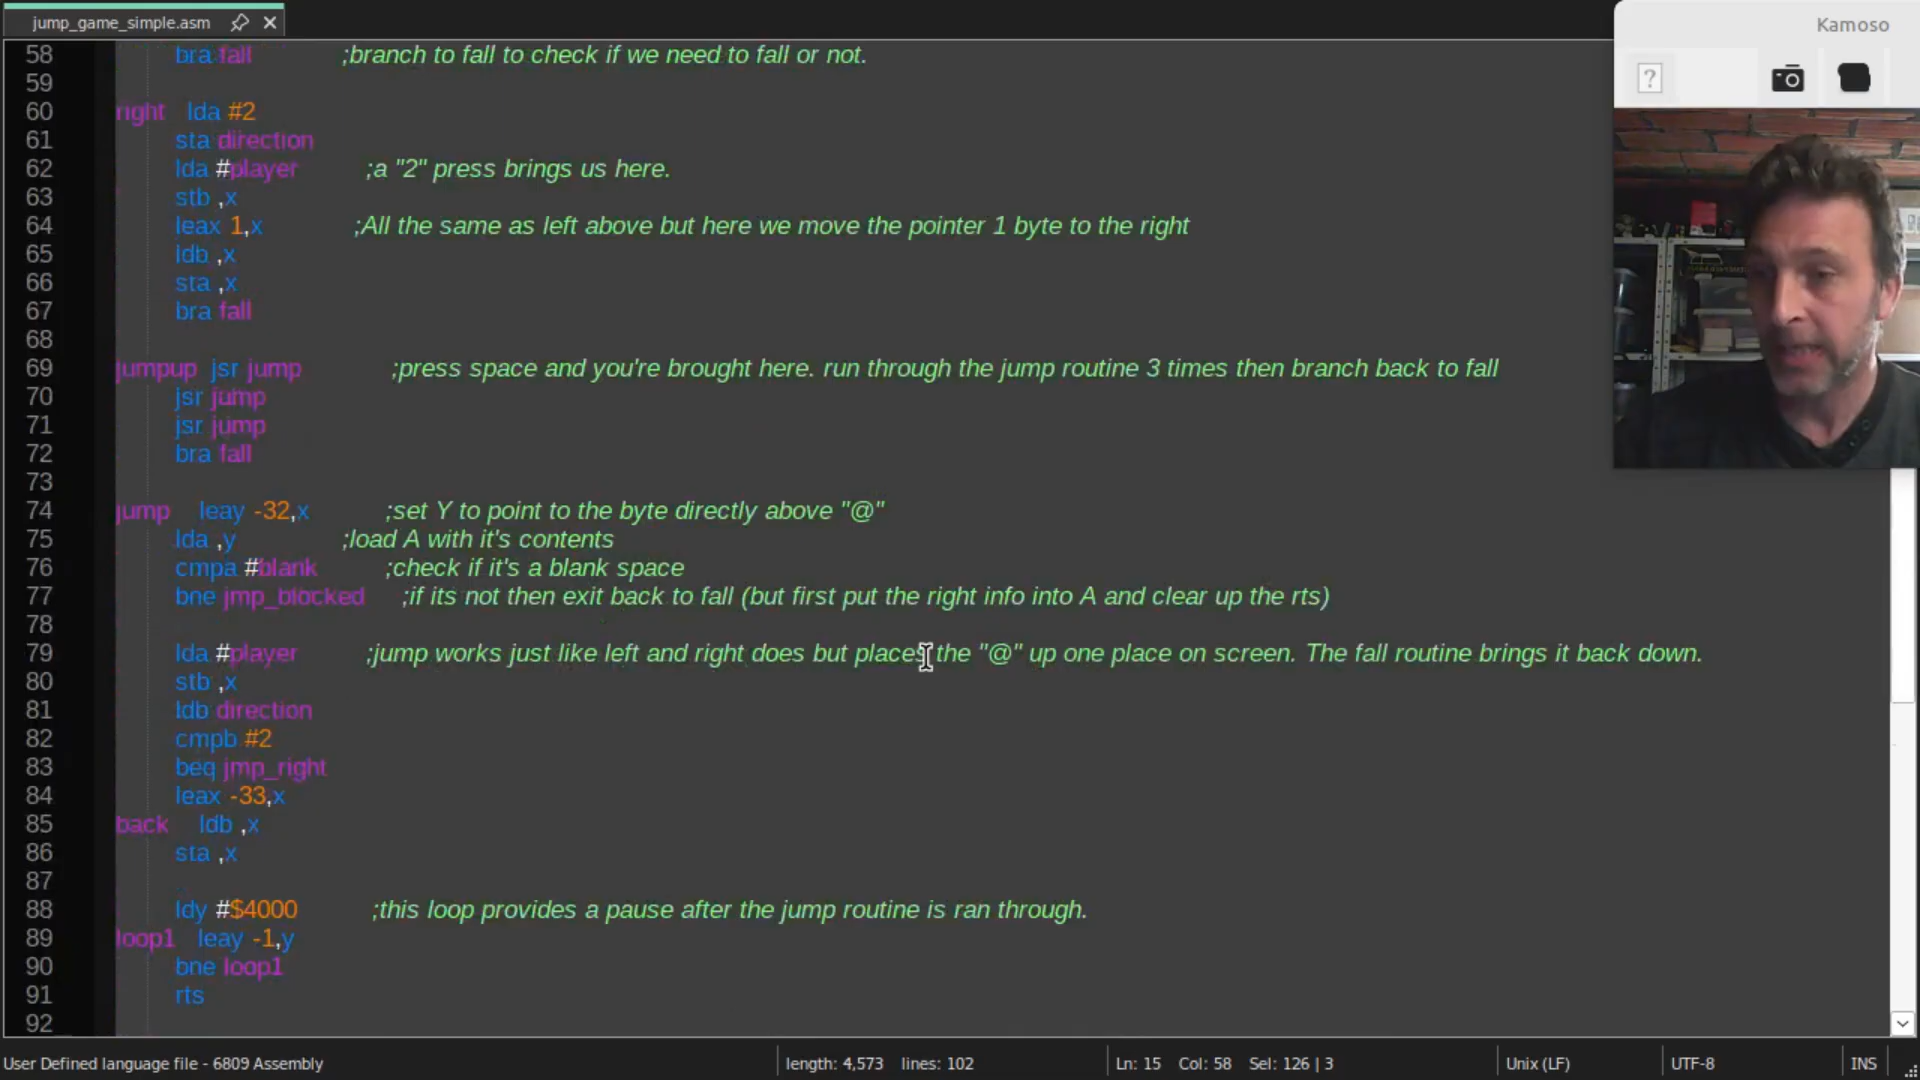 jump_game_simple.asm
Kamoso
58 bra fall ;branch to fall to check if we need to fall or not.
59
60 right lda #2
61 sta direction
62 lda #player ;a "2" press brings us here.
63 stb ,x
64 leax 1,x ;All the same as left above but here we move the pointer 1 byte to the right
65 ldb ,x
66 sta ,x
67 bra fall
68
69 jumpup jsr jump ;press space and you're brought here. run through the jump routine 3 times then branch back to fall
70 jsr jump
71 jsr jump
72 bra fall
73
74 jump leay -32,x ;set Y to point to the byte directly above "@"
75 lda ,y ;load A with it's contents
76 cmpa #blank ;check if it's a blank space
77 bne jmp_blocked ;if its not then exit back to fall (but first put the right info into A and clear up the rts)
78
79 lda #player ;jump works just like left and right does but places the "@" up one place on screen. The fall routine brings it back down.
80 stb ,x
81 ldb direction
82 cmpb #2
83 beq jmp_right
84 leax -33,x
85 back ldb ,x
86 sta ,x
87
88 ldy #$4000 ;this loop provides a pause after the jump routine is ran through.
89 loop1 leay -1,y
90 bne loop1
91 rts
92
User Defined language file - 6809 Assembly length: 4,573 lines: 102 Ln: 15 Col: 58 Sel: 126 | 3 Unix (LF) UTF-8 INS